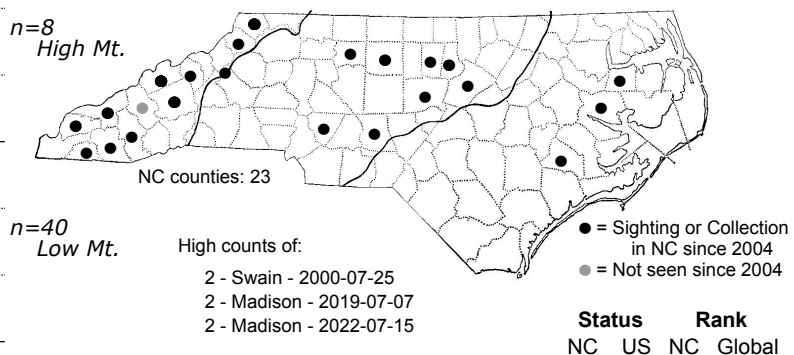 n=8
High Mt.
NC counties: 23
n=40
Low Mt.
High counts of:
2 - Swain - 2000-07-25
2 - Madison - 2019-07-07
2 - Madison - 2022-07-15
= Sighting or Collection
in NC since 2004
= Not seen since 2004
Status Rank
NC US NC Global